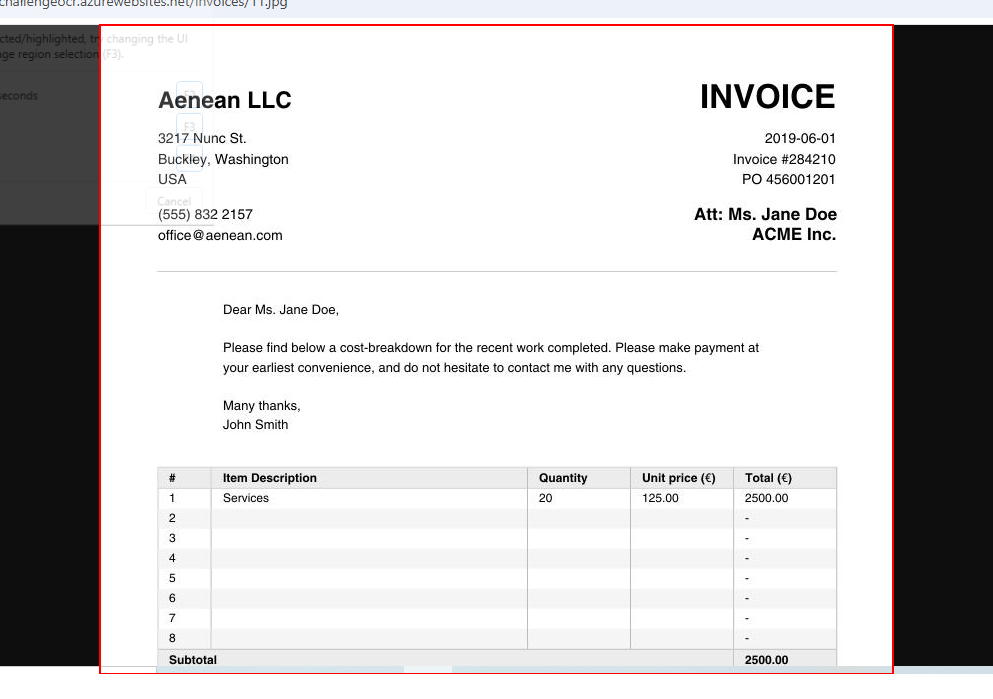 challengeocr.azurewebsites.net/invoices/11.jpg
cted/highlighted, try changing the UI
ge region selection (F3).
seconds
F3
Cancel
Aenean LLC
INVOICE
3217 Nunc St.
2019-06-01
Buckley, Washington
Invoice #284210
USA
PO 456001201
(555) 832 2157
Att: Ms. Jane Doe
office@aenean.com
ACME Inc.
Dear Ms. Jane Doe,
Please find below a cost-breakdown for the recent work completed. Please make payment at
your earliest convenience, and do not hesitate to contact me with any questions.
Many thanks,
John Smith
# Item Description Quantity Unit price (€) Total (€)
1 Services 20 125.00 2500.00
2 -
3 -
4 -
5 -
6 -
7 -
8 -
Subtotal 2500.00